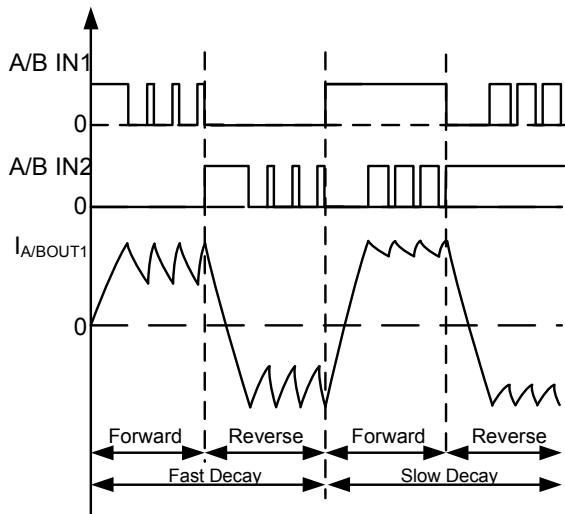 A/B IN1
0
A/B IN2
0
IA/BOUT1
0
Forward Reverse Forward Reverse
Fast Decay Slow Decay